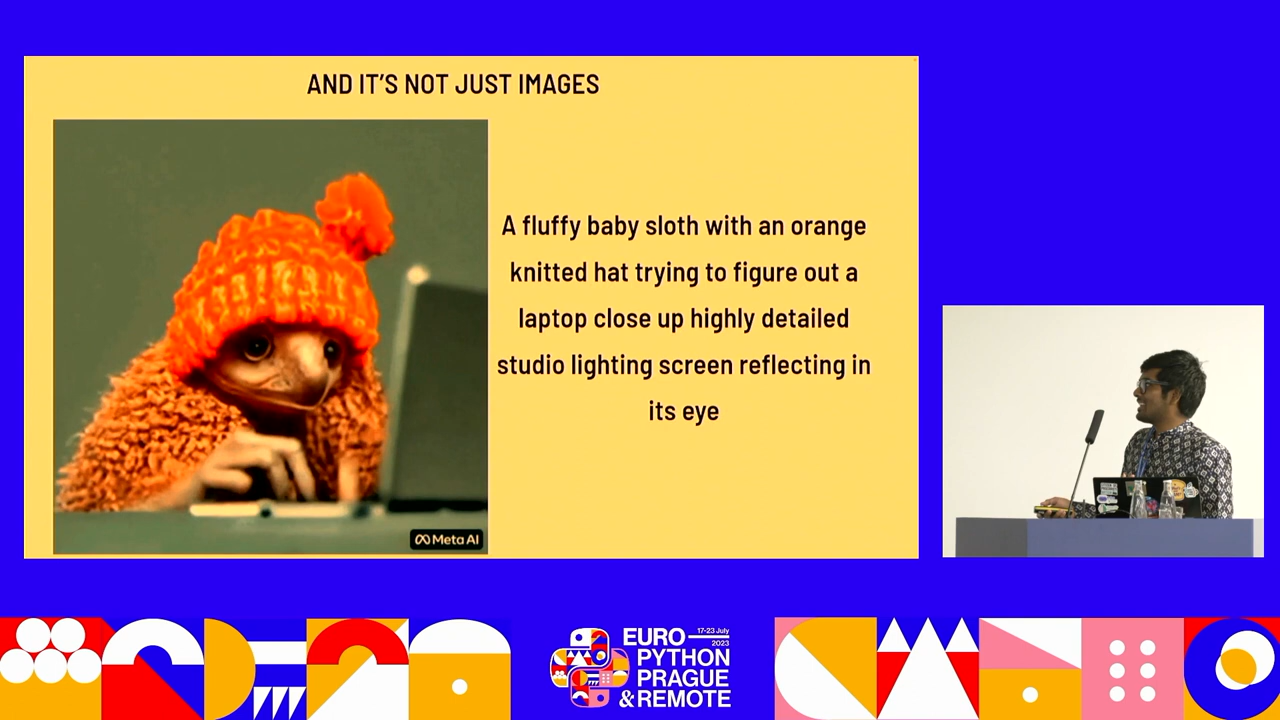 AND IT'S NOT JUST IMAGES
A fluffy baby sloth with an orange
knitted hat trying to figure out a
laptop close up highly detailed
studio lighting screen reflecting in
its eye
Meta AI
17-23 July
2023
EURO
PYTHON
PRAGUE
& REMOTE